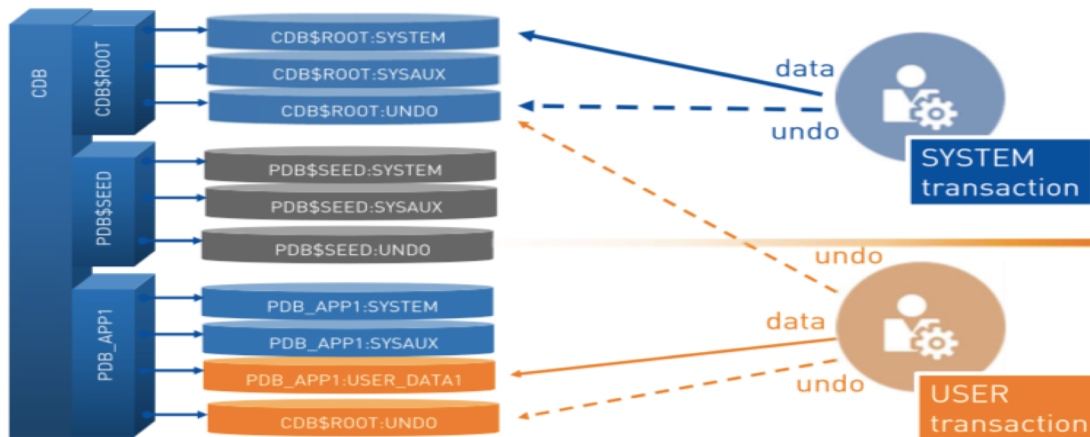 CDB
CDB$ROOT
CDB$ROOT:SYSTEM
CDB$ROOT:SYSAUX
CDB$ROOT:UNDO
PDB$SEED
PDB$SEED:SYSTEM
PDB$SEED:SYSAUX
PDB$SEED:UNDO
PDB_APP1
PDB_APP1:SYSTEM
PDB_APP1:SYSAUX
PDB_APP1:USER_DATA1
CDB$ROOT:UNDO
data
undo
SYSTEM
transaction
undo
data
undo
USER
transaction